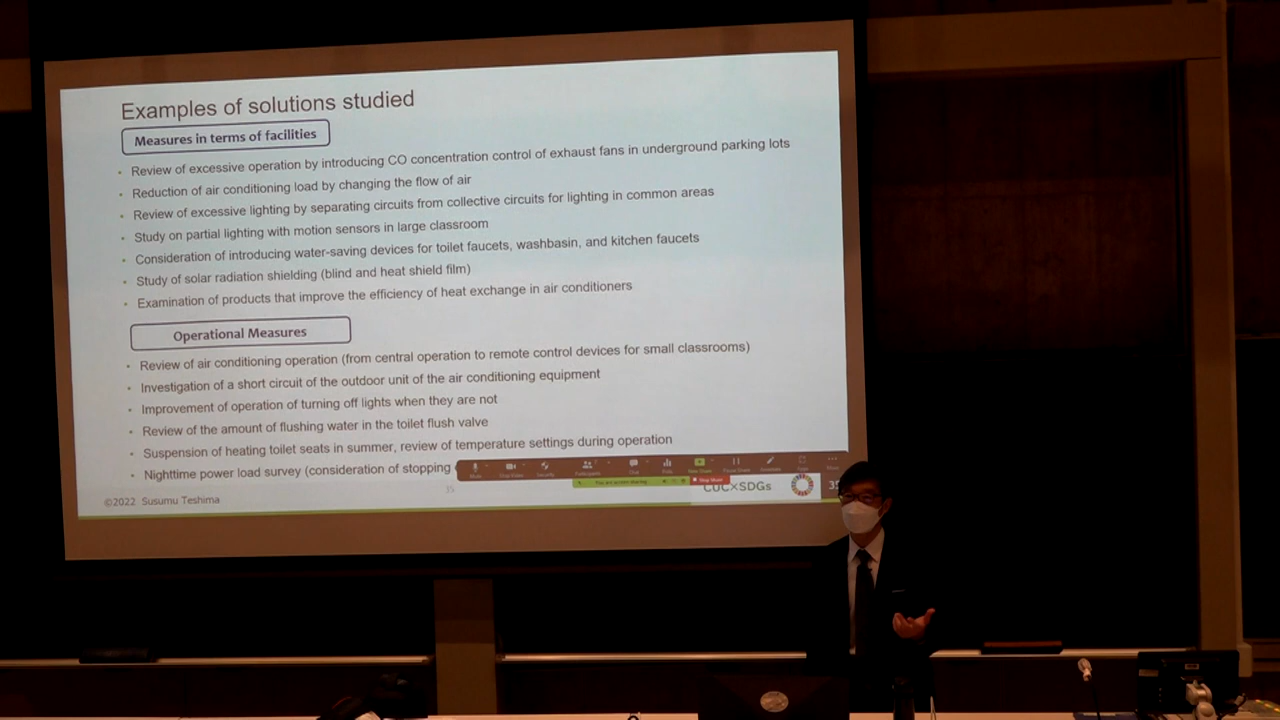 Examples of solutions studied
Measures in terms of facilities
• Review of excessive operation by introducing CO concentration control of exhaust fans in underground parking lots
• Reduction of air conditioning load by changing the flow of air
• Review of excessive lighting by separating circuits from collective circuits for lighting in common areas
• Study on partial lighting with motion sensors in large classroom
• Consideration of introducing water-saving devices for toilet faucets, washbasin, and kitchen faucets
• Study of solar radiation shielding (blind and heat shield film)
• Examination of products that improve the efficiency of heat exchange in air conditioners
Operational Measures
• Review of air conditioning operation (from central operation to remote control devices for small classrooms)
• Investigation of a short circuit of the outdoor unit of the air conditioning equipment
• Improvement of operation of turning off lights when they are not
• Review of the amount of flushing water in the toilet flush valve
• Suspension of heating toilet seats in summer, review of temperature settings during operation
• Nighttime power load survey (consideration of stopping
Stop Share
©2022 Susumu Teshima
35
CUC×SDGs